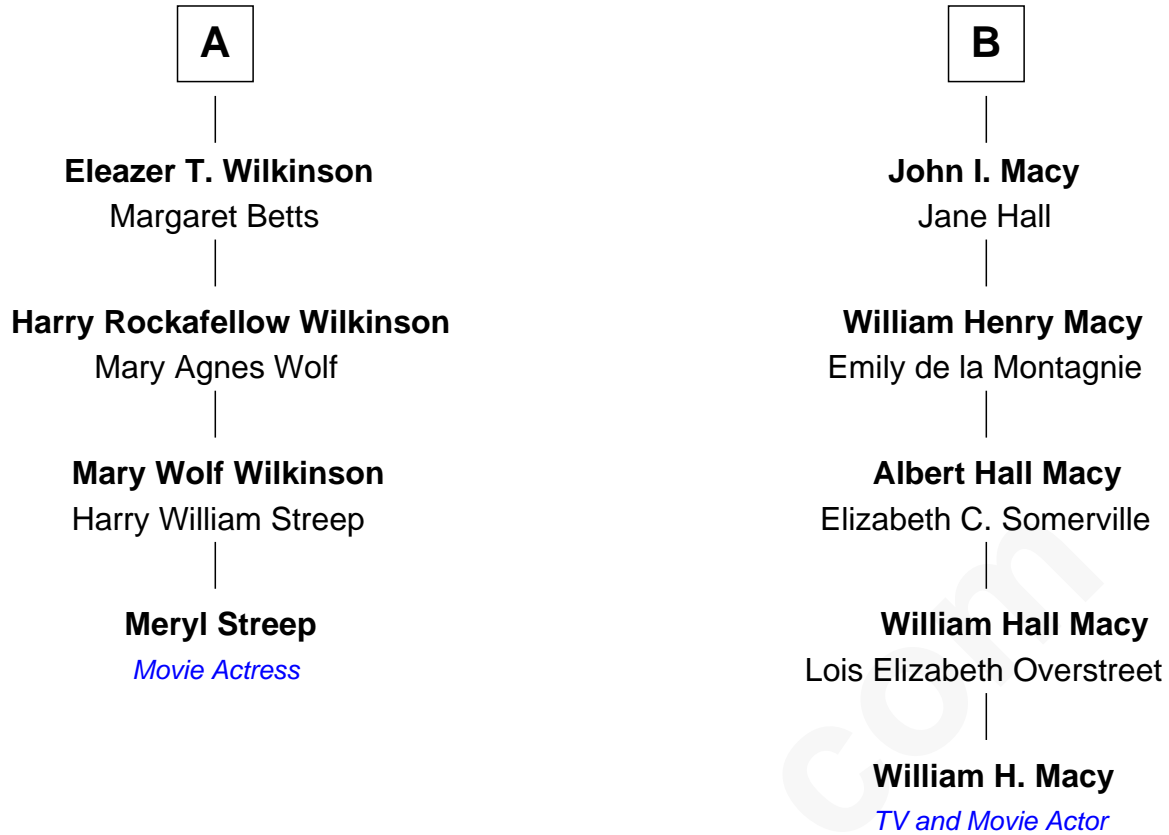 A
Eleazer T. Wilkinson
Margaret Betts
Harry Rockafellow Wilkinson
Mary Agnes Wolf
Mary Wolf Wilkinson
Harry William Streep
Meryl Streep
Movie Actress
B
John I. Macy
Jane Hall
William Henry Macy
Emily de la Montagnie
Albert Hall Macy
Elizabeth C. Somerville
William Hall Macy
Lois Elizabeth Overstreet
William H. Macy
TV and Movie Actor
com